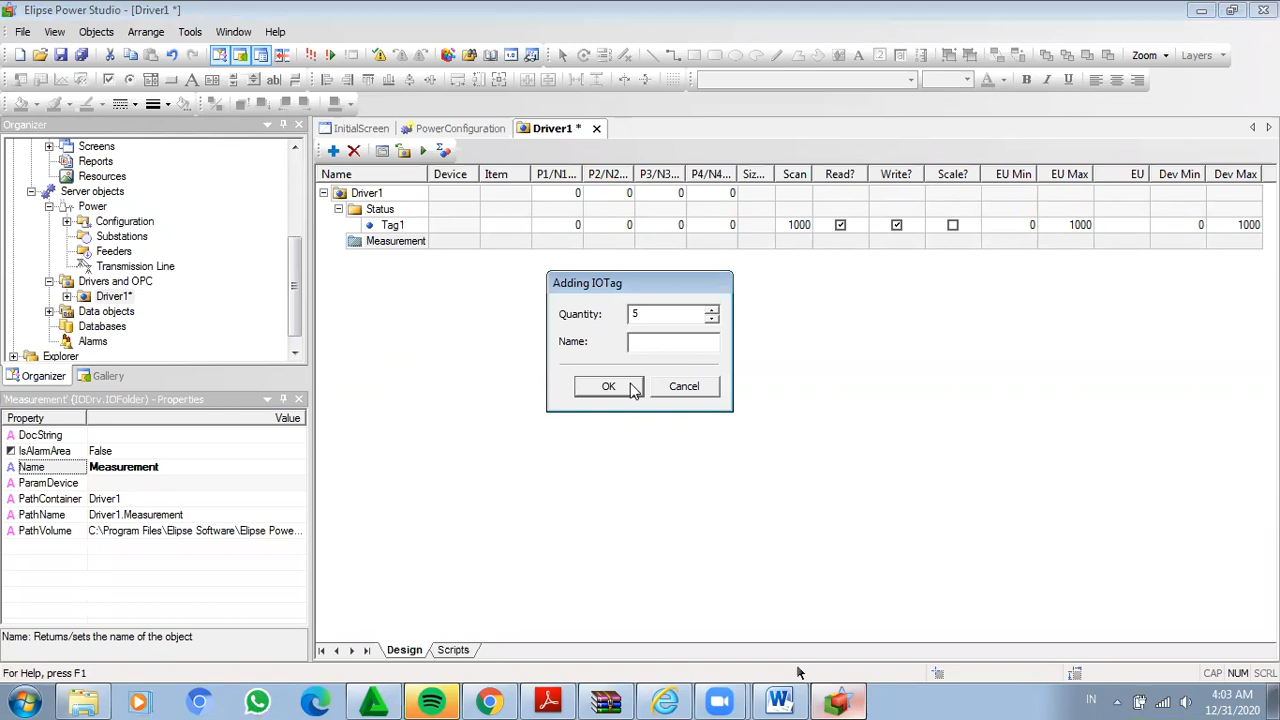 Elipse Power Studio - [Driver1 *]
File View Objects Arrange Tools Window Help
Zoom Layers
A B I U
Organizer
Screens
Reports
Resources
Server objects
Power
Configuration
Substations
Feeders
Transmission Line
Drivers and OPC
Driver1*
Data objects
Databases
Alarms
Explorer
Organizer Gallery
'Measurement' (IODrv.IOFolder) - Properties
Property Value
DocString
IsAlarmArea False
Name Measurement
ParamDevice
PathContainer Driver1
PathName Driver1.Measurement
PathVolume C:\Program Files\Elipse Software\Elipse Powe...
Name: Returns/sets the name of the object
InitialScreen PowerConfiguration Driver1 *
Name Device Item P1/N1... P2/N2... P3/N3... P4/N4... Siz... Scan Read? Write? Scale? EU Min EU Max EU Dev Min Dev Max
Driver1 0 0 0 0
Status
Tag1 0 0 0 0 1000 0 1000 0 1000
Measurement
Adding IOTag
Quantity: 5
Name:
OK Cancel
Design Scripts
For Help, press F1
CAP NUM SCRL
IN 4:03 AM
12/31/2020